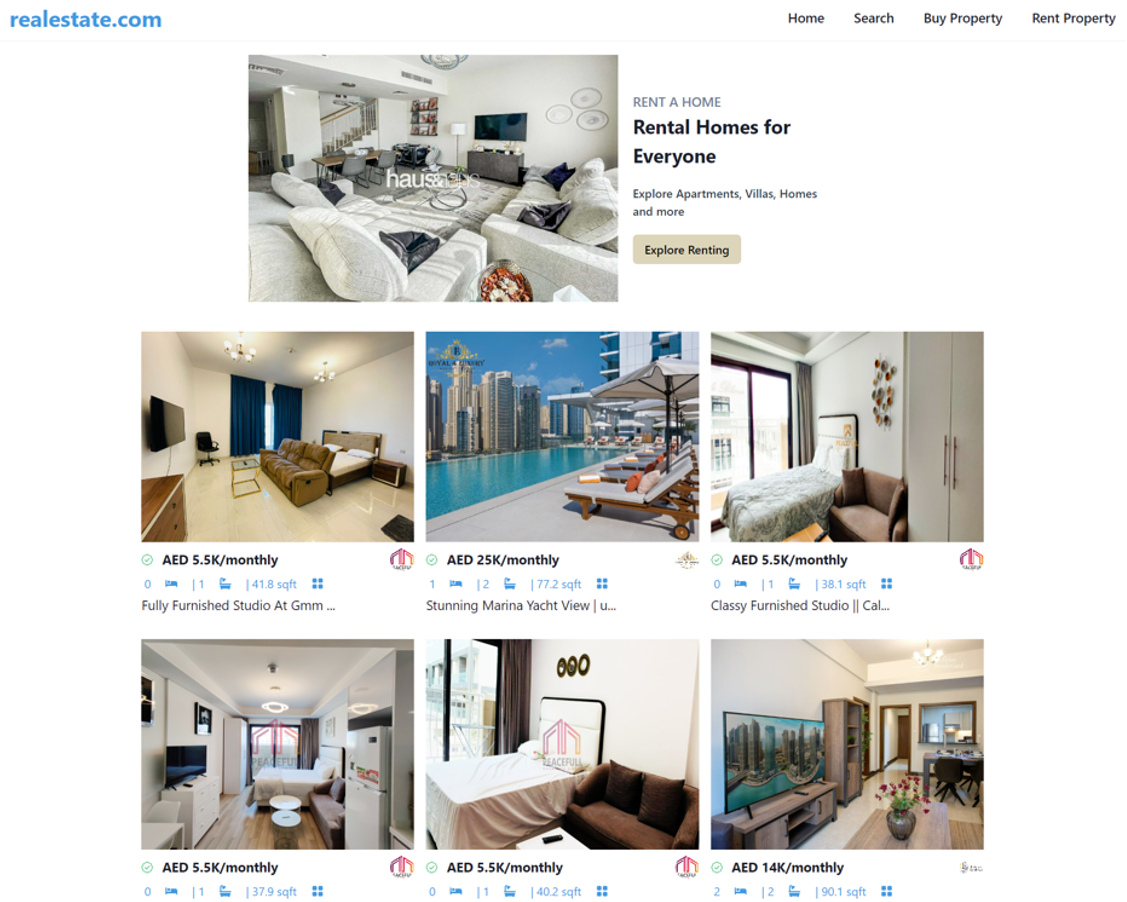 realestate.com
Home Search Buy Property Rent Property
haus&haus
RENT A HOME
Rental Homes for
Everyone
Explore Apartments, Villas, Homes
and more
Explore Renting
AED 5.5K/monthly
0 | 1 | 41.8 sqft
Fully Furnished Studio At Gmm ...
AED 25K/monthly
1 | 2 | 77.2 sqft
Stunning Marina Yacht View | u...
AED 5.5K/monthly
0 | 1 | 38.1 sqft
Classy Furnished Studio || Cal...
PEACEFULL
AED 5.5K/monthly
0 | 1 | 37.9 sqft
PEACEFULL
AED 5.5K/monthly
0 | 1 | 40.2 sqft
AED 14K/monthly
2 | 2 | 90.1 sqft